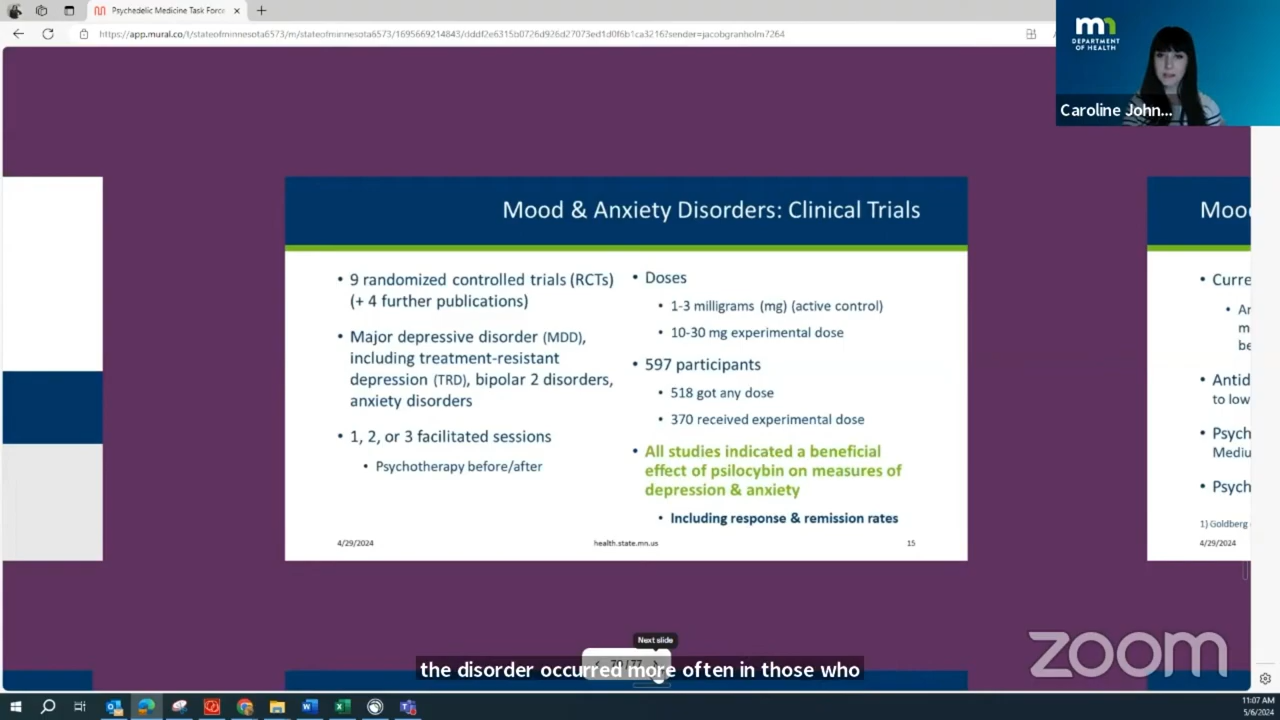 Psychedelic Medicine Task Force
https://app.mural.co/t/stateofminnesota6573/m/stateofminnesota6573/1695669214843/dddf2e6315b0726d926d27073ed1d0f6b1ca3216?sender=jacobgranholm7264
mn
DEPARTMENT
OF HEALTH
Caroline John...
Mood & Anxiety Disorders: Clinical Trials
• 9 randomized controlled trials (RCTs)
(+ 4 further publications)
• Major depressive disorder (MDD),
including treatment-resistant
depression (TRD), bipolar 2 disorders,
anxiety disorders
• 1, 2, or 3 facilitated sessions
• Psychotherapy before/after
• Doses
• 1-3 milligrams (mg) (active control)
• 10-30 mg experimental dose
• 597 participants
• 518 got any dose
• 370 received experimental dose
• All studies indicated a beneficial
effect of psilocybin on measures of
depression & anxiety
• Including response & remission rates
4/29/2024
health.state.mn.us
15
Moo
• Curre
• Ar
m
be
• Antid
to low
• Psych
Mediu
• Psych
1) Goldberg
4/29/2024
Next slide
the disorder occurred more often in those who
zoom
11:07 AM
5/6/2024